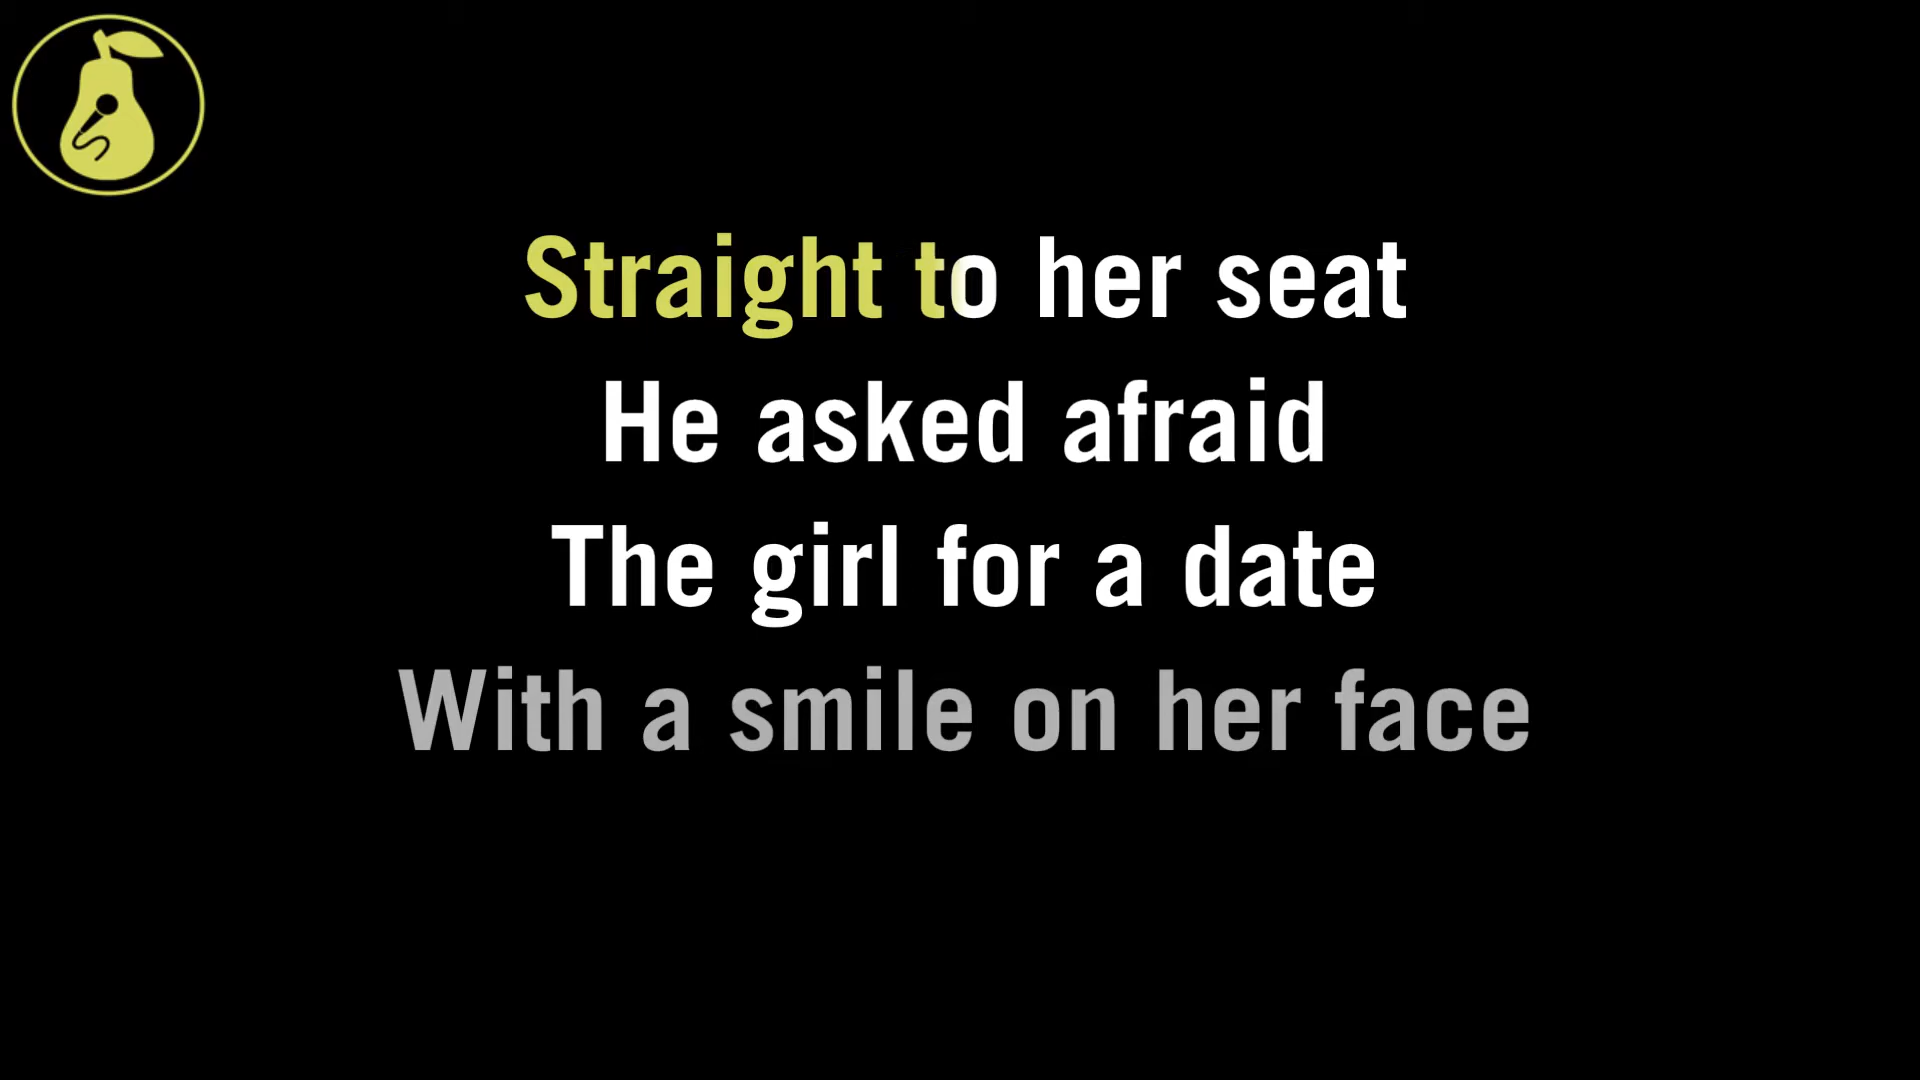 Straight to her seat
He asked afraid
The girl for a date
With a smile on her face